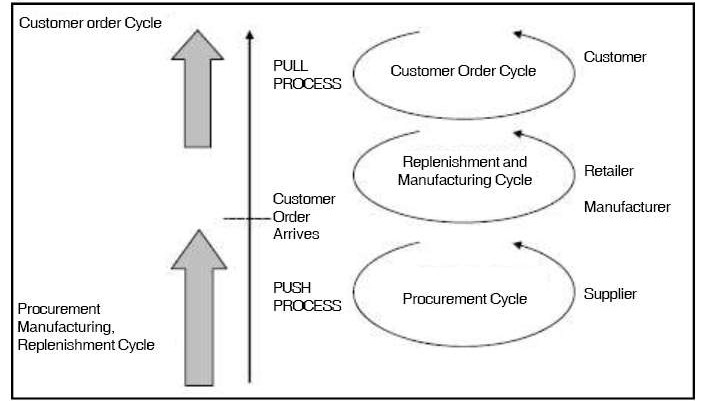 Customer order Cycle
PULL
PROCESS
Customer Order Cycle
Customer
Replenishment and
Manufacturing Cycle
Retailer
Manufacturer
Customer
Order
Arrives
PUSH
PROCESS
Procurement Cycle
Supplier
Procurement
Manufacturing,
Replenishment Cycle